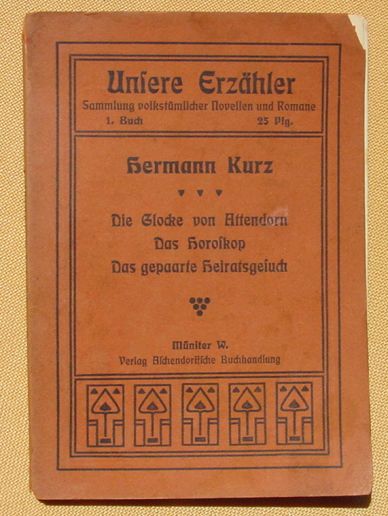 Unſere Erzähler
Sammlung volkstümlicher Novellen und Romane
1. Buch 25 Pfg.
Hermann Kurz
Die Glocke von Attendorn
Das Horoſkop
Das gepaarte Heiratsgeſuch
Münſter W.
Verlag Aſchendorffſche Buchhandlung